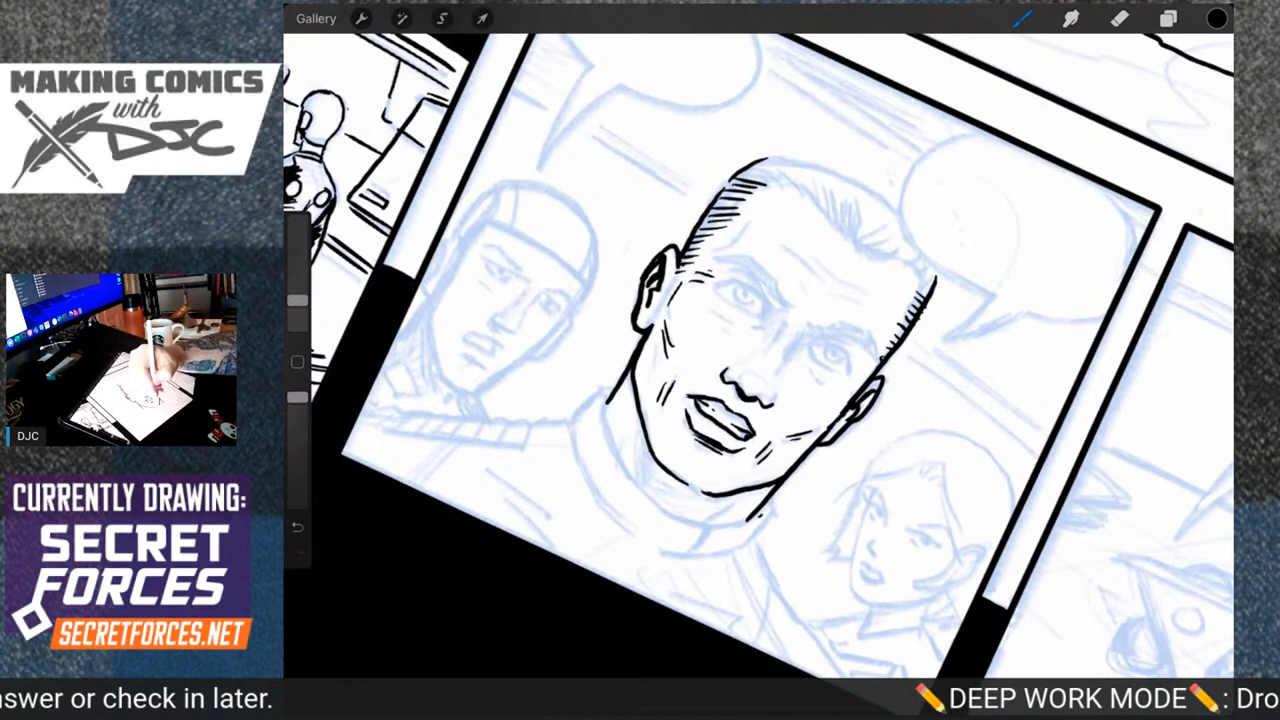 Gallery
MAKING COMICS
with
DJC
DJC
CURRENTLY DRAWING:
SECRET
FORCES
SECRETFORCES.NET
nswer or check in later.
✏️DEEP WORK MODE✏️: Dro